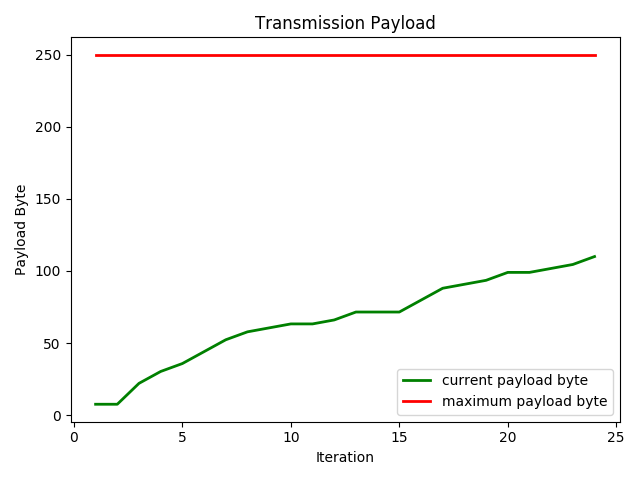 Transmission Payload
Payload Byte
250
200
150
100
50
0
0
5
10
15
20
25
Iteration
current payload byte
maximum payload byte